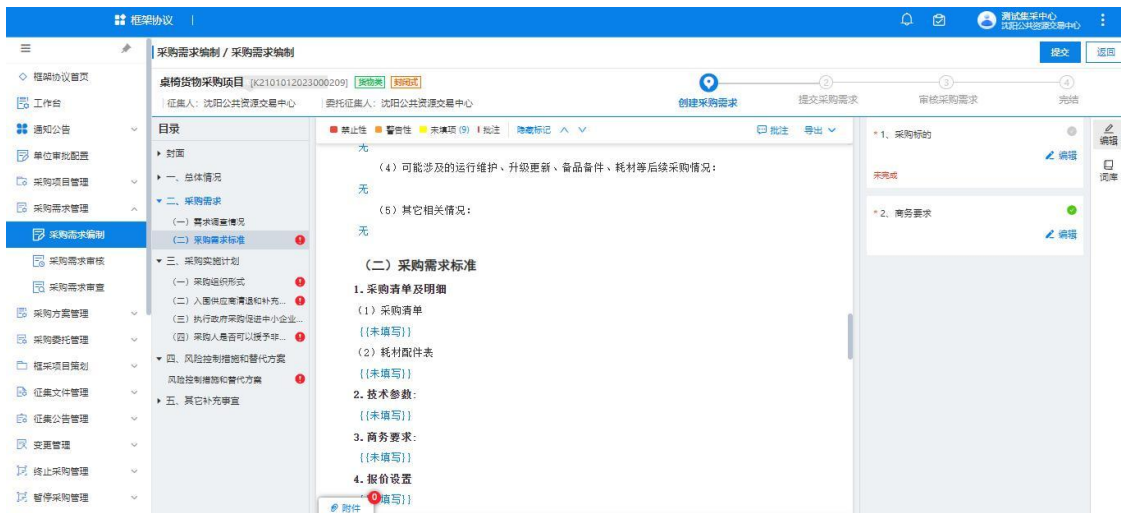 框架协议
测试集采中心
沈阳公共资源交易中心
采购需求编制 / 采购需求编制
提交
返回
框架协议首页
工作台
通知公告
单位审批配置
采购项目管理
采购需求管理
采购需求编制
采购需求审核
采购需求审查
采购方案管理
采购委托管理
框采项目策划
征集文件管理
征集公告管理
变更管理
终止采购管理
暂停采购管理
桌椅货物采购项目 [K2101012023000209] 货物类 封闭式
征集人：沈阳公共资源交易中心 委托征集人：沈阳公共资源交易中心
创建采购需求
2 提交采购需求
3 审核采购需求
4 完结
目录
封面
一、总体情况
二、采购需求
（一）需求调查情况
（二）采购需求标准
三、采购实施计划
（一）采购组织形式
（二）入围供应商清退和补充...
（三）执行政府采购促进中小企业...
（四）采购人是否可以授予非...
四、风险控制措施和替代方案
风险控制措施和替代方案
五、其它补充事宜
禁止性 警告性 未填项 (9) 批注 隐藏标记 批注 导出
无
（4）可能涉及的运行维护、升级更新、备品备件、耗材等后续采购情况：
无
（5）其它相关情况：
无
（二）采购需求标准
1. 采购清单及明细
（1）采购清单
{{未填写}}
（2）耗材配件表
{{未填写}}
2. 技术参数:
{{未填写}}
3. 商务要求:
{{未填写}}
4. 报价设置
填写}}
附件 0
* 1、采购标的
编辑
未完成
* 2、商务要求
编辑
编辑
词库